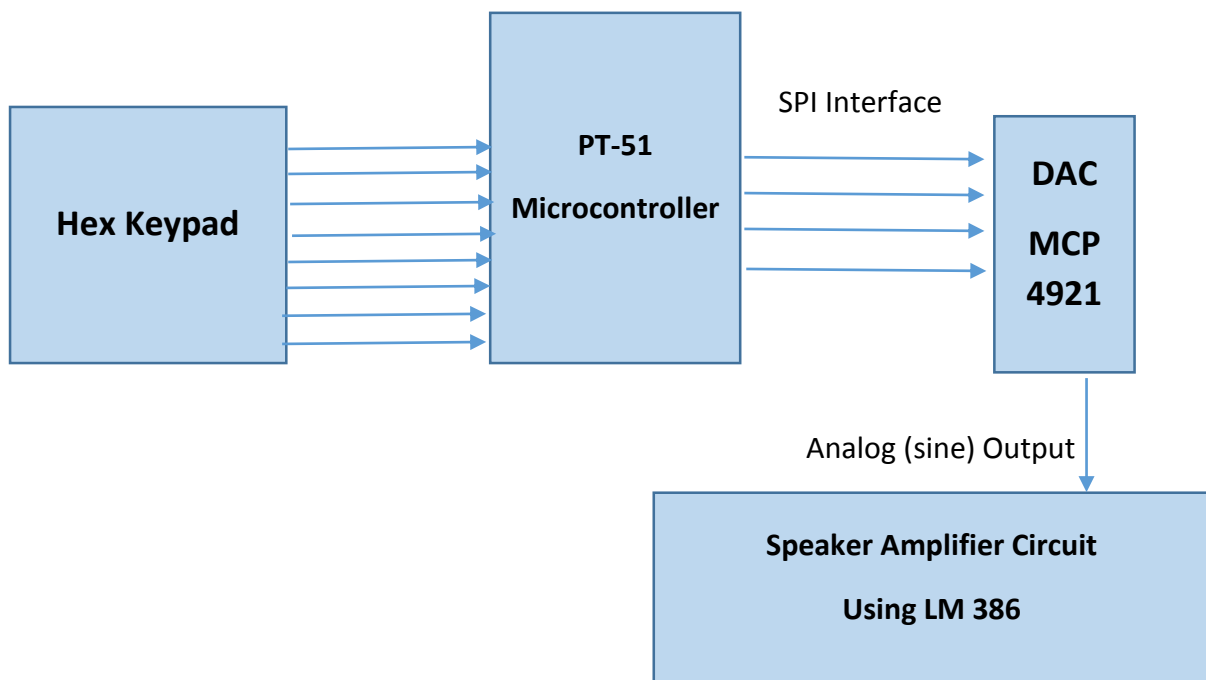 Hex Keypad
PT-51
Microcontroller
SPI Interface
DAC
MCP
4921
Analog (sine) Output
Speaker Amplifier Circuit
Using LM 386